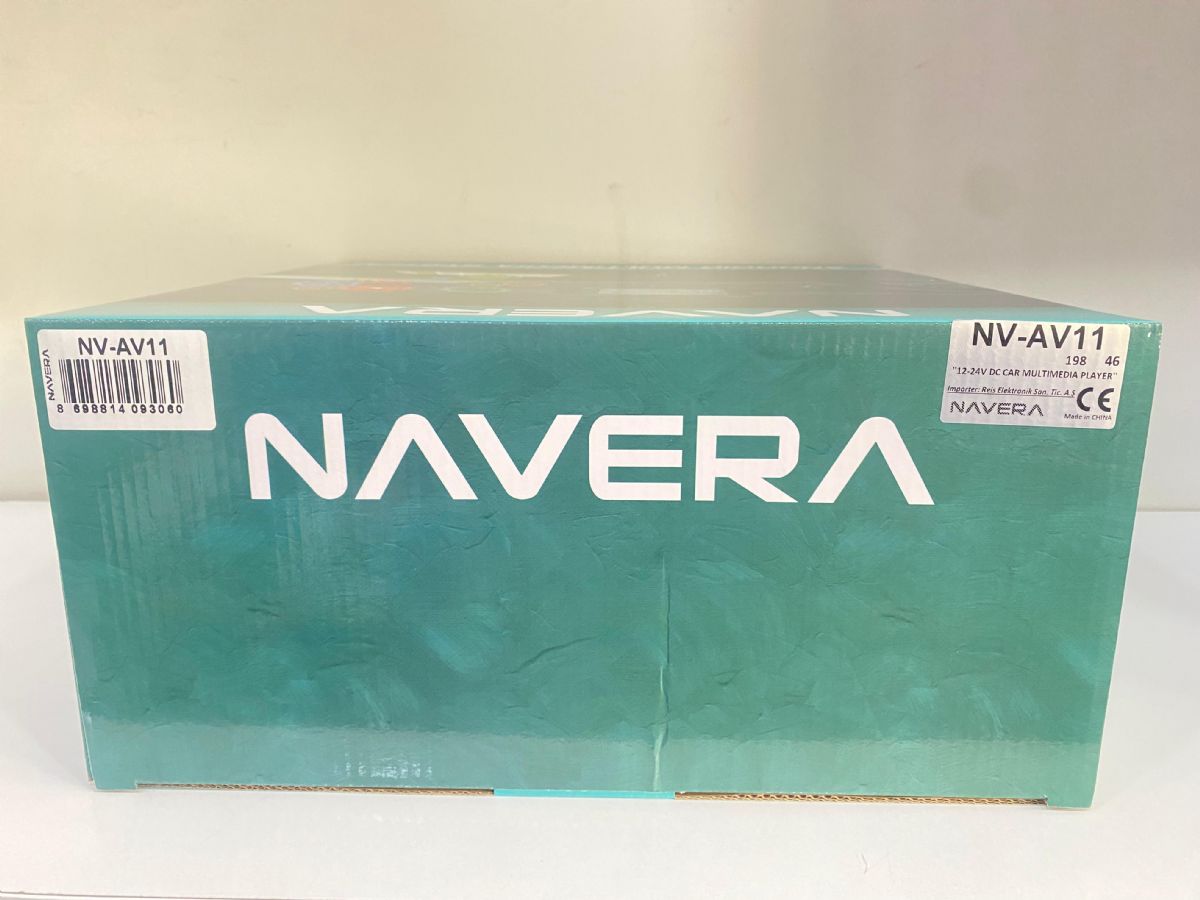 NAVERA
NV-AV11
NAVERA
8 698814 093060
NV-AV11
198 46
"12-24V DC CAR MULTIMEDIA PLAYER"
Importer: Reis Elektronik San. Tic. A.Ş
CE
NAVERA
Made in CHINA
NAVERA